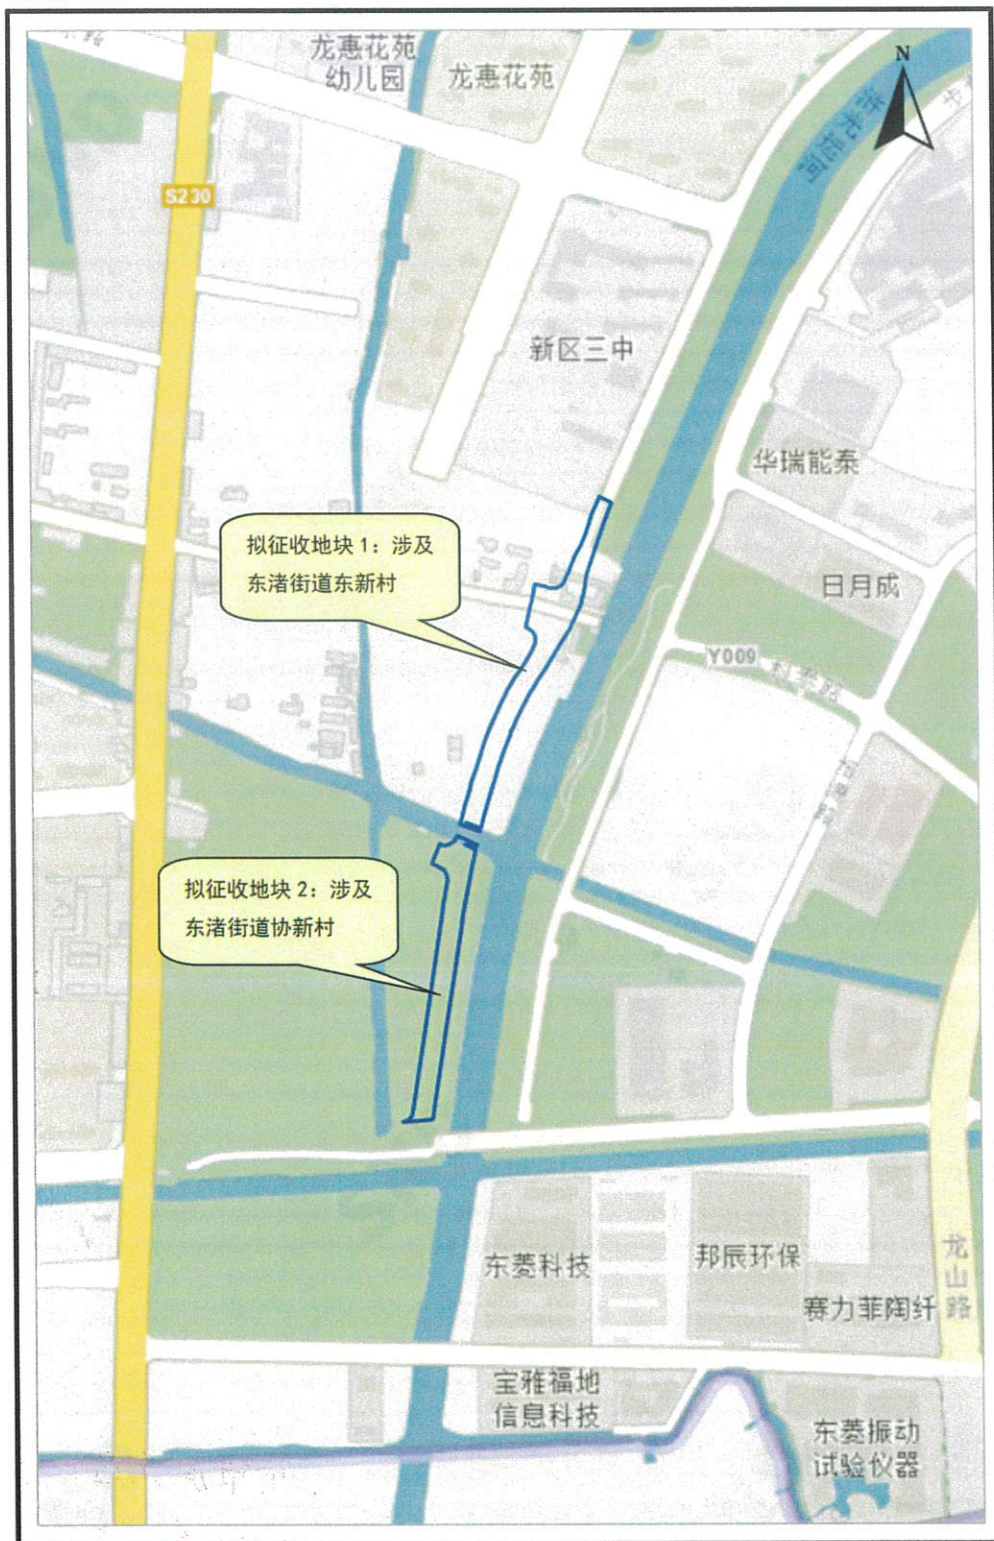 龙惠花苑
幼儿园
龙惠花苑
N
浒光运河
S230
新区三中
华瑞能泰
拟征收地块 1：涉及
东渚街道东新村
日月成
Y009
拟征收地块 2：涉及
东渚街道协新村
东菱科技
邦辰环保
龙山路
赛力菲陶纤
宝雅福地
信息科技
东菱振动
试验仪器